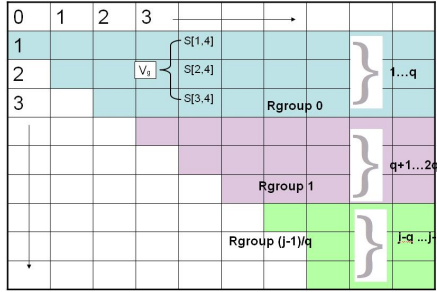 0 1 2 3
1 S[1,4]
2 Vg S[2,4] 1...q
3 S[3,4]
Rgroup 0
q+1...2q
Rgroup 1
Rgroup (j-1)/q j-q ...j-